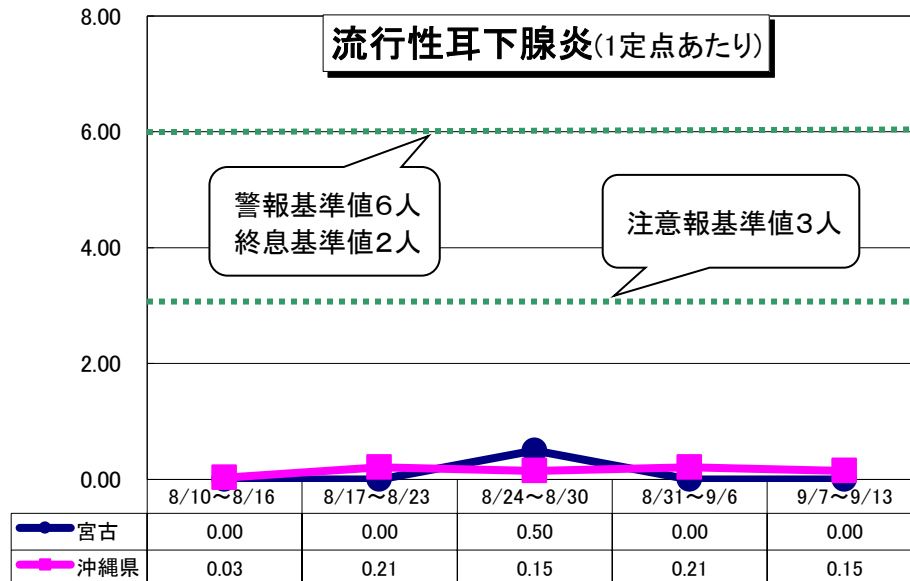 8.00
流行性耳下腺炎(1定点あたり)
6.00
警報基準値6人
終息基準値2人
注意報基準値3人
4.00
2.00
0.00
8/10～8/16 8/17～8/23 8/24～8/30 8/31～9/6 9/7～9/13
宮古 0.00 0.00 0.50 0.00 0.00
沖縄県 0.03 0.21 0.15 0.21 0.15